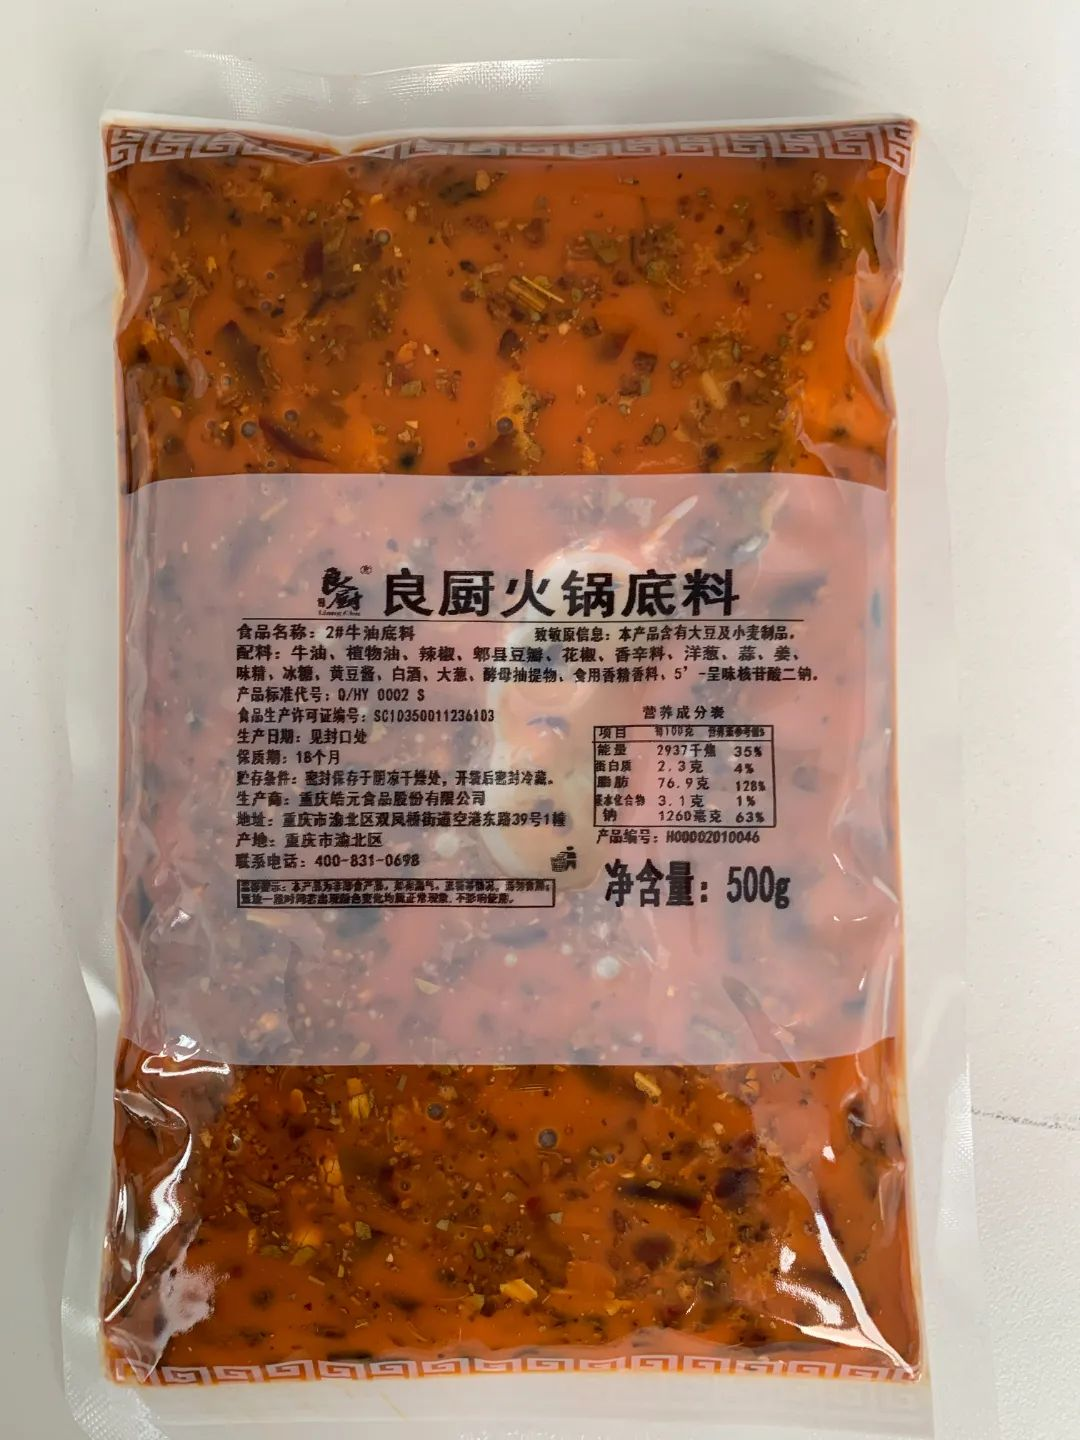 良厨
良厨火锅底料
食品名称：2#牛油底料
致敏原信息：本产品含有大豆及小麦制品。
配料：牛油、植物油、辣椒、郫县豆瓣、花椒、香辛料、洋葱、蒜、姜、
味精、冰糖、黄豆酱、白酒、大葱、酵母抽提物、食用香精香料、5’-呈味核苷酸二钠。
产品标准代号：Q/HY 0002 S
食品生产许可证编号：SC10350011236103
生产日期：见封口处
保质期：18个月
贮存条件：密封保存于阴凉干燥处，开袋后密封冷藏。
生产商：重庆皓元食品股份有限公司
地址：重庆市渝北区双凤桥街道空港东路39号1幢
产地：重庆市渝北区
联系电话：400-831-0698
营养成分表
项目 每100克 营养素参考值%
能量 2937千焦 35%
蛋白质 2.3克 4%
脂肪 76.9克 128%
碳水化合物 3.1克 1%
钠 1260毫克 63%
产品编号：H00002010046
净含量：500g